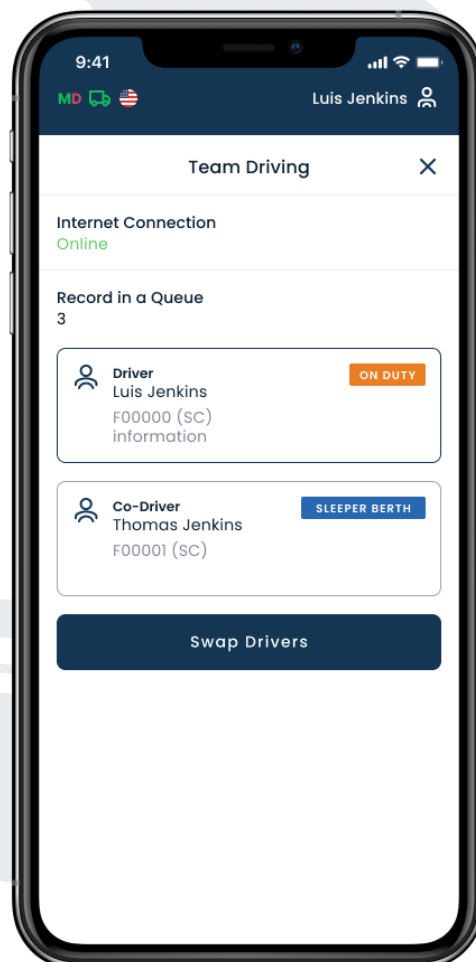 9:41
MD
Luis Jenkins
Team Driving
Internet Connection
Online
Record in a Queue
3
Driver
ON DUTY
Luis Jenkins
F00000 (SC)
information
Co-Driver
SLEEPER BERTH
Thomas Jenkins
F00001 (SC)
Swap Drivers